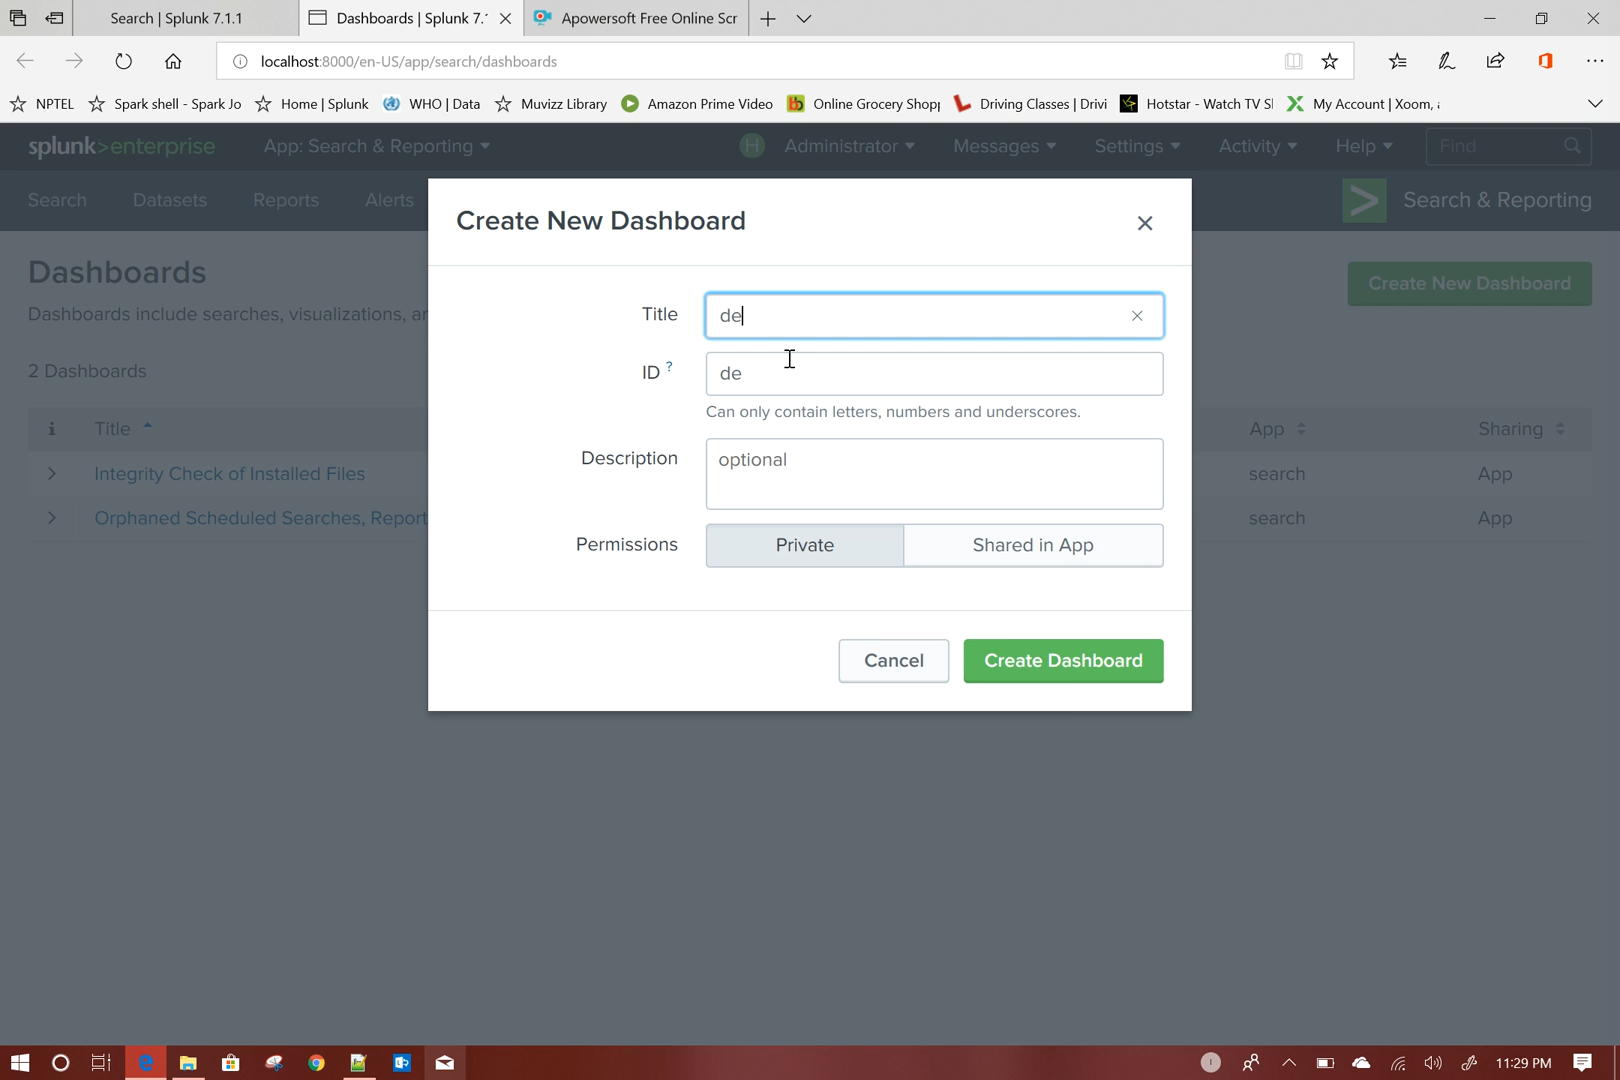 Search | Splunk 7.1.1
Dashboards | Splunk 7.
Apowersoft Free Online Scr
localhost:8000/en-US/app/search/dashboards
NPTEL
Spark shell - Spark Jo
Home | Splunk
WHO | Data
Muvizz Library
Amazon Prime Video
Online Grocery Shopp
Driving Classes | Drivi
Hotstar - Watch TV S
My Account | Xoom,
splunk>enterprise
App: Search & Reporting
H
Administrator
Messages
Settings
Activity
Help
Find
Search
Datasets
Reports
Alerts
Search & Reporting
Create New Dashboard
Dashboards
Create New Dashboard
Dashboards include searches, visualizations, an
Title
de
2 Dashboards
ID ?
de
Can only contain letters, numbers and underscores.
i
Title
App
Sharing
Description
optional
Integrity Check of Installed Files
search
App
Orphaned Scheduled Searches, Report
search
App
Permissions
Private
Shared in App
Cancel
Create Dashboard
11:29 PM